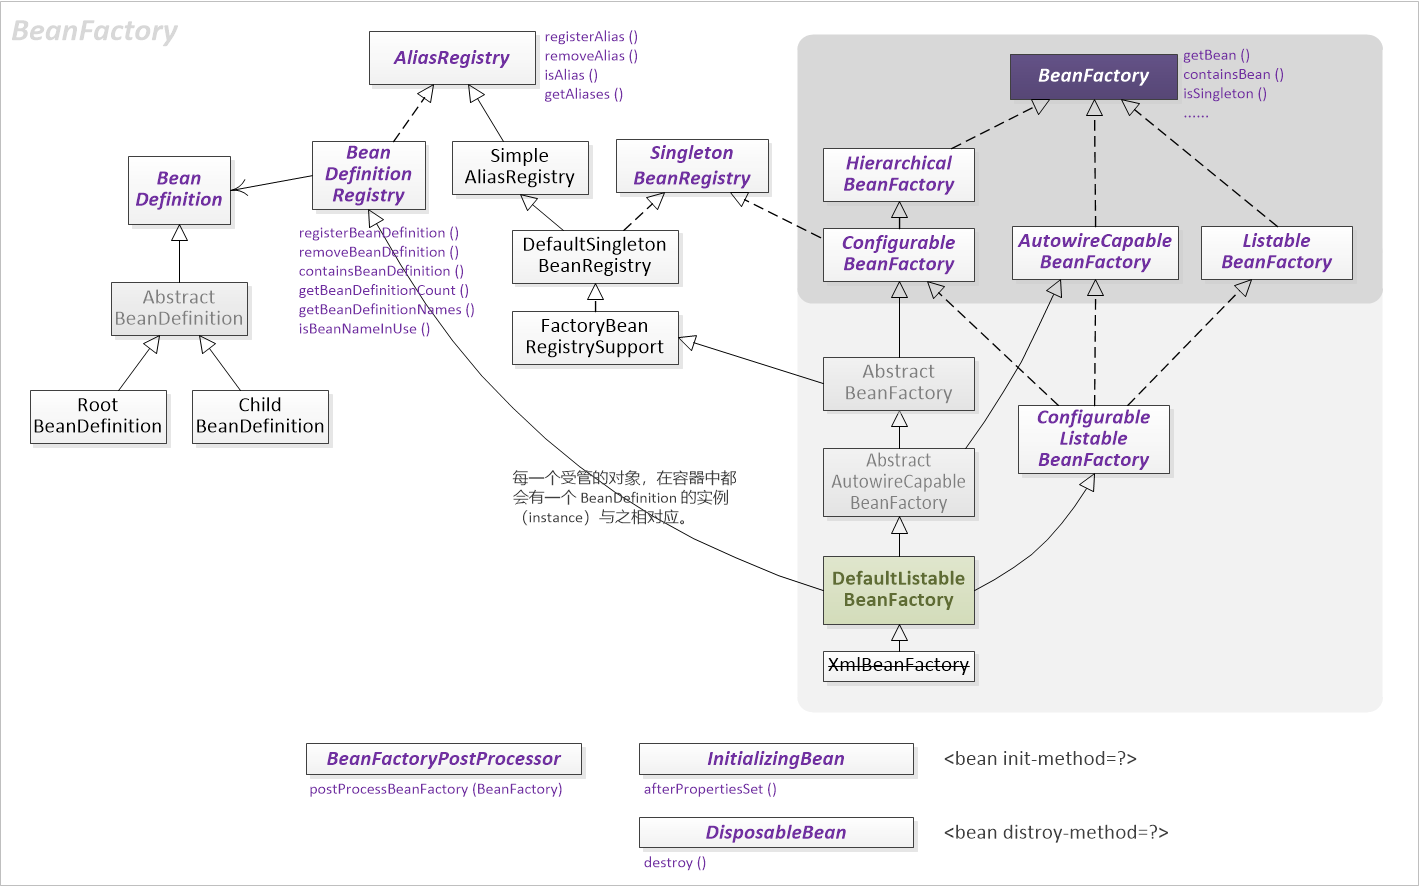 BeanFactory
AliasRegistry
registerAlias ()
removeAlias ()
isAlias ()
getAliases ()
BeanFactory
getBean ()
containsBean ()
isSingleton ()
......
Bean
Definition
Bean
Definition
Registry
Simple
AliasRegistry
Singleton
BeanRegistry
Hierarchical
BeanFactory
registerBeanDefinition ()
removeBeanDefinition ()
containsBeanDefinition ()
getBeanDefinitionCount ()
getBeanDefinitionNames ()
isBeanNameInUse ()
DefaultSingleton
BeanRegistry
Configurable
BeanFactory
AutowireCapable
BeanFactory
Listable
BeanFactory
Abstract
BeanDefinition
FactoryBean
RegistrySupport
Abstract
BeanFactory
Root
BeanDefinition
Child
BeanDefinition
Configurable
Listable
BeanFactory
Abstract
AutowireCapable
BeanFactory
每一个受管的对象，在容器中都
会有一个 BeanDefinition 的实例
（instance）与之相对应。
DefaultListable
BeanFactory
XmlBeanFactory
BeanFactoryPostProcessor
postProcessBeanFactory (BeanFactory)
InitializingBean
afterPropertiesSet ()
<bean init-method=?>
DisposableBean
destroy ()
<bean distroy-method=?>